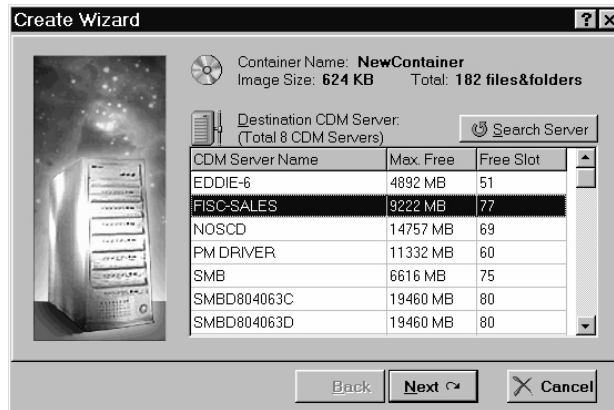 Create Wizard
Container Name: NewContainer
Image Size: 624 KB Total: 182 files&folders
Destination CDM Server:
(Total 8 CDM Servers)
Search Server
CDM Server Name Max. Free Free Slot
EDDIE-6 4892 MB 51
FISC-SALES 9222 MB 77
NOSCD 14757 MB 69
PM DRIVER 11332 MB 60
SMB 6616 MB 75
SMBD804063C 19460 MB 80
SMBD804063D 19460 MB 80
Back Next Cancel